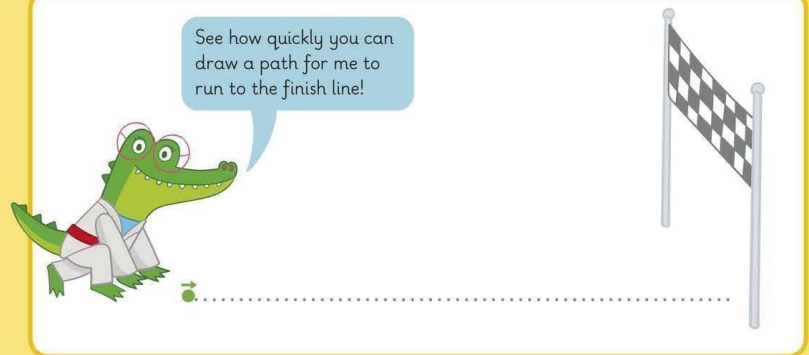 See how quickly you can
draw a path for me to
run to the finish line!